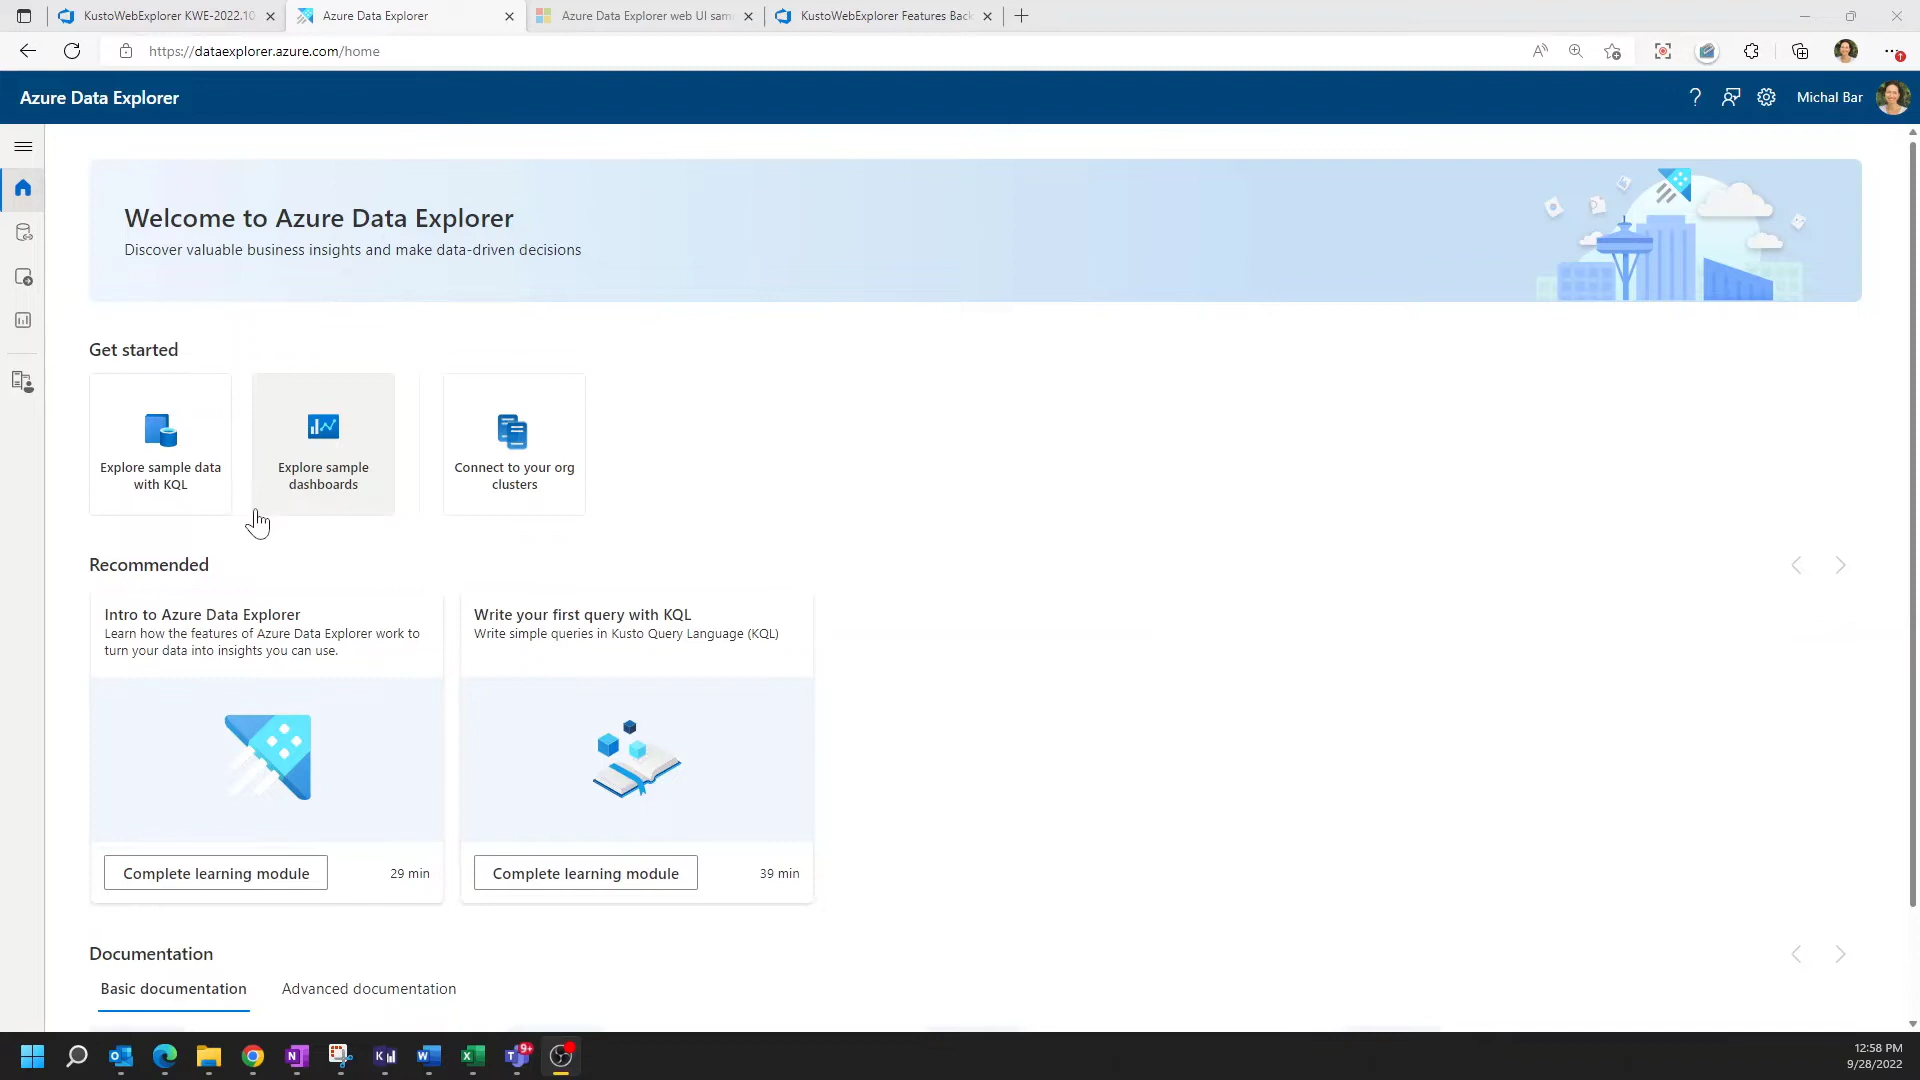 KustoWebExplorer KWE-2022.10
Azure Data Explorer
Azure Data Explorer web UI sam
KustoWebExplorer Features Back
https://dataexplorer.azure.com/home
Azure Data Explorer
Michal Bar
Welcome to Azure Data Explorer
Discover valuable business insights and make data-driven decisions
Get started
Explore sample data
with KQL
Explore sample
dashboards
Connect to your org
clusters
Recommended
Intro to Azure Data Explorer
Learn how the features of Azure Data Explorer work to
turn your data into insights you can use.
Complete learning module
29 min
Write your first query with KQL
Write simple queries in Kusto Query Language (KQL)
Complete learning module
39 min
Documentation
Basic documentation
Advanced documentation
9+
12:58 PM
9/28/2022